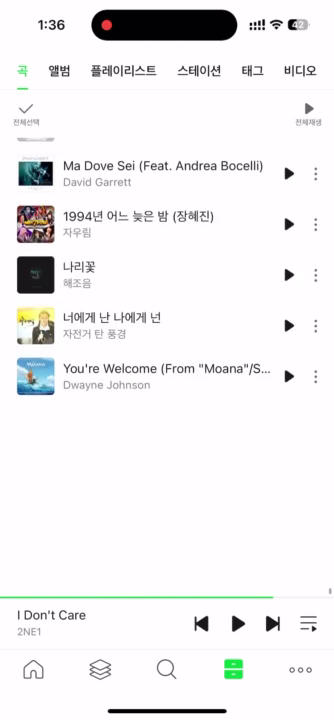 1:36
42
곡 앨범 플레이리스트 스테이션 태그 비디오
전체선택 전체재생
Ma Dove Sei (Feat. Andrea Bocelli)
David Garrett
1994년 어느 늦은 밤 (장혜진)
자우림
나리꽃
해조음
너에게 난 나에게 넌
자전거 탄 풍경
You're Welcome (From "Moana"/S...
Dwayne Johnson
I Don't Care
2NE1